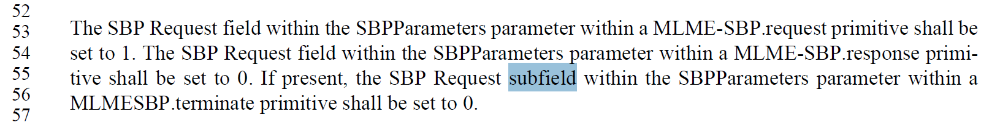 52
53 The SBP Request field within the SBPParameters parameter within a MLME-SBP.request primitive shall be
54 set to 1. The SBP Request field within the SBPParameters parameter within a MLME-SBP.response primi-
55 tive shall be set to 0. If present, the SBP Request subfield within the SBPParameters parameter within a
56 MLMESBP.terminate primitive shall be set to 0.
57